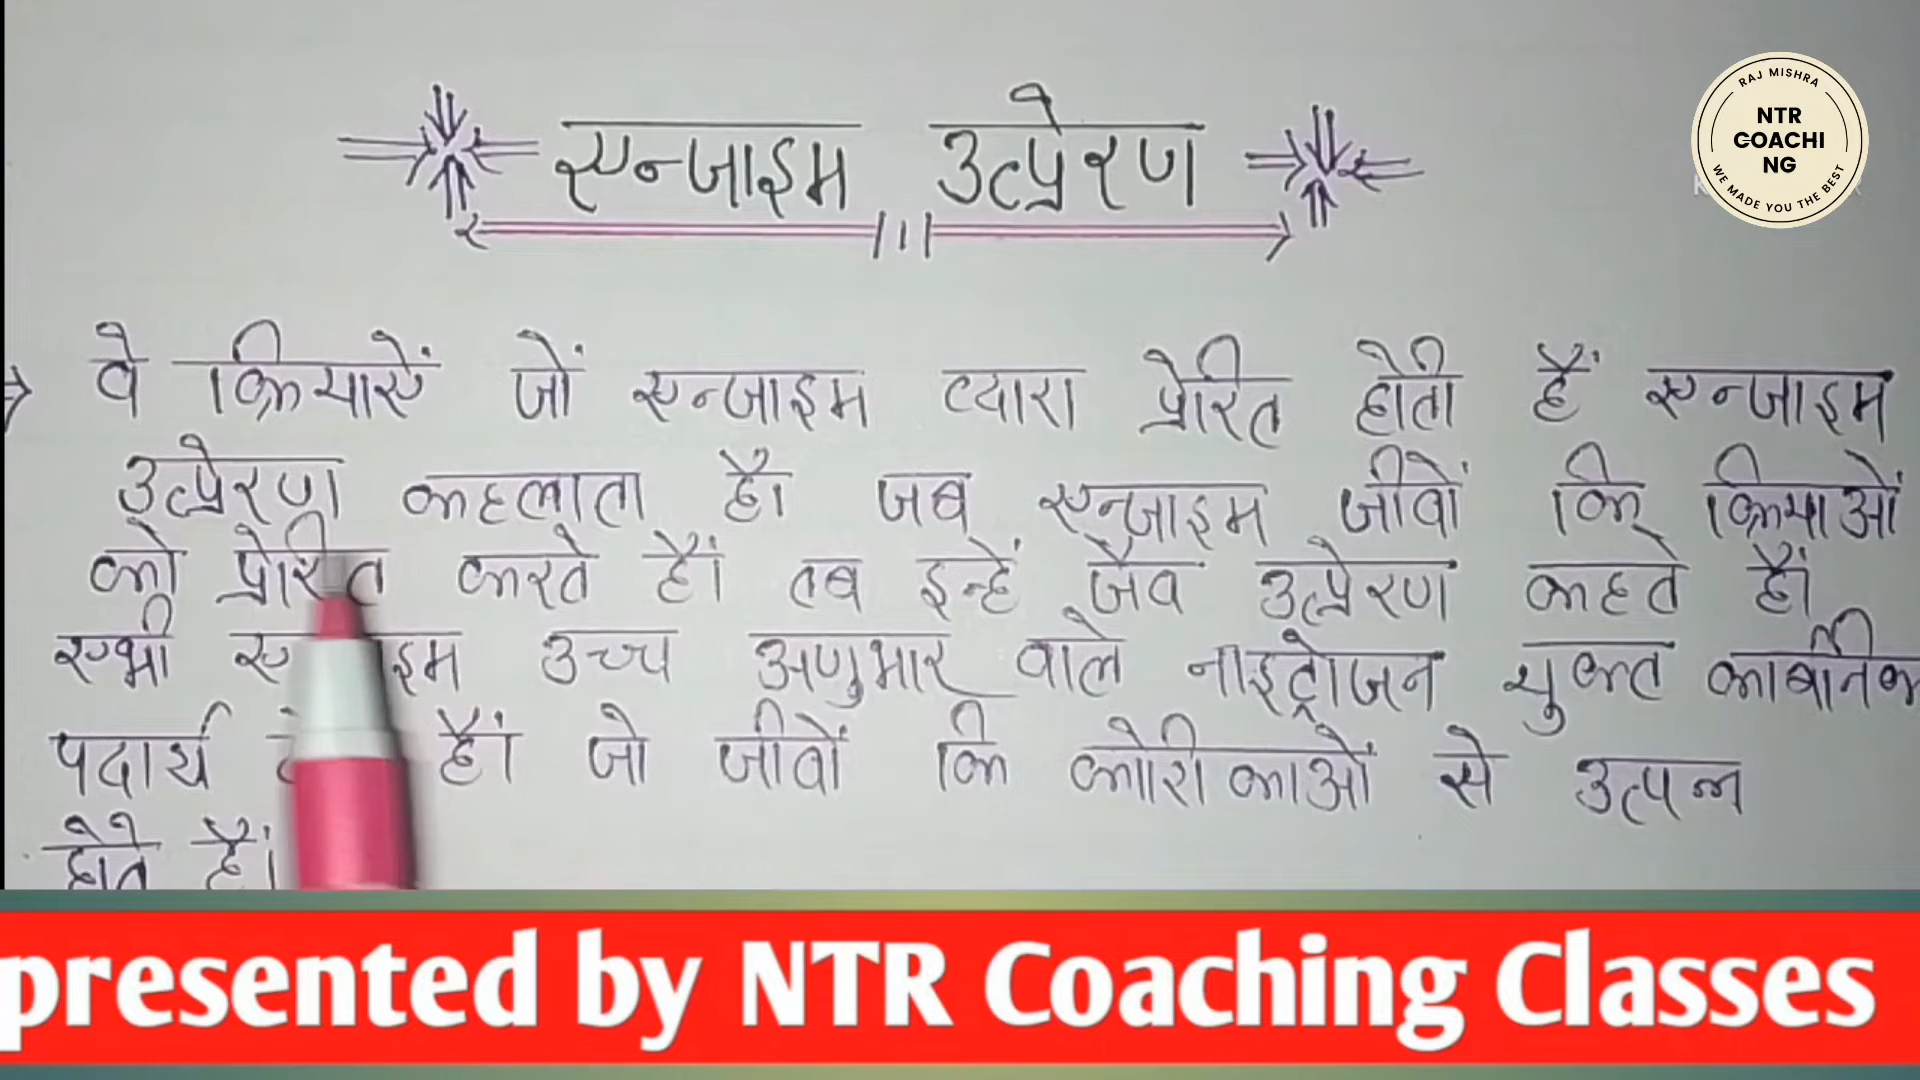 एन्जाइम उत्प्रेरण
RAJ MISHRA
NTR
COACHI
NG
WE MADE YOU THE BEST
वे क्रियाएें जों एन्जाइम व्दारा प्रेरित होती हैं एन्जाइम
उत्प्रेरण कहलाता है। जब एन्जाइम जीवों कि क्रियाओं
को प्रेरित करते हैं। तब इन्हें जैव उत्प्रेरण कहते हैं।
सभी उच्च अणुभार वाले नाइट्रोजन युक्त कार्बनिक
पदार्थ हैं। जो जीवों कि कोशिकाओं से उत्पन्न
होते हैं।
presented by NTR Coaching Classes